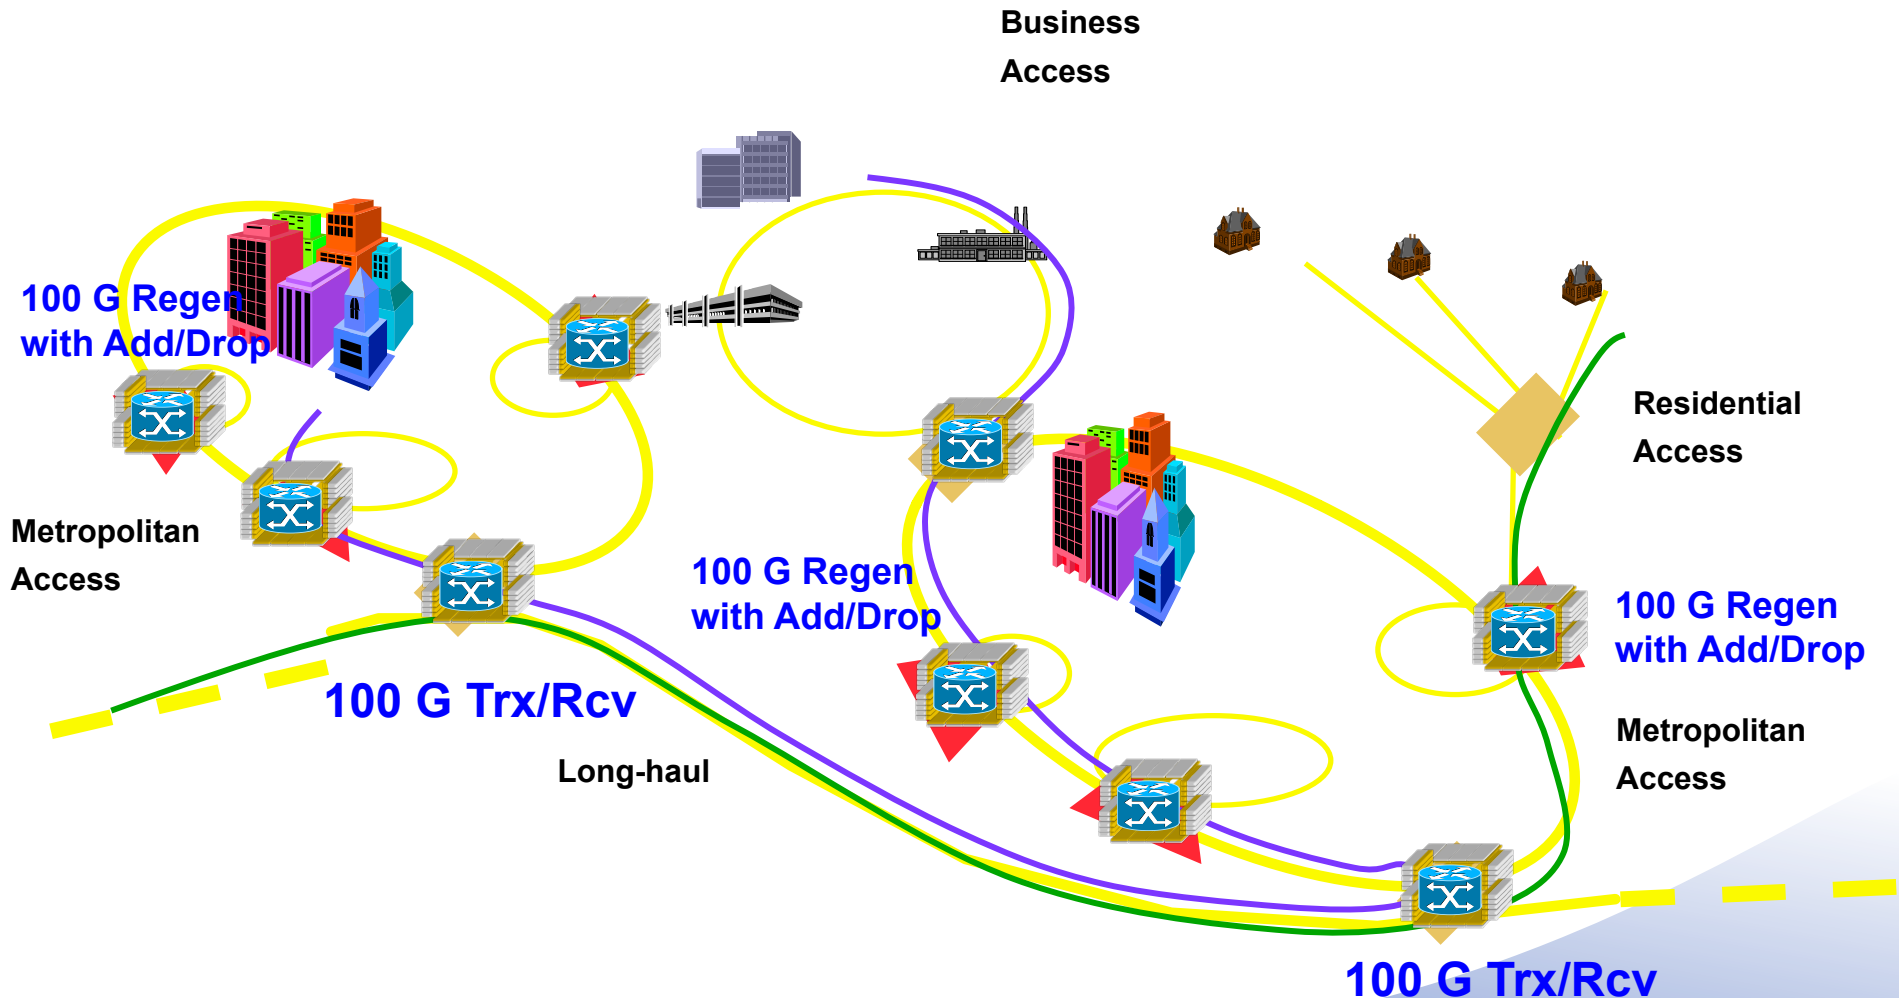 Business
Access
100 G Regen
with Add/Drop
Residential
Access
Metropolitan
Access
100 G Regen
with Add/Drop
100 G Regen
with Add/Drop
100 G Trx/Rcv
Long-haul
Metropolitan
Access
100 G Trx/Rcv